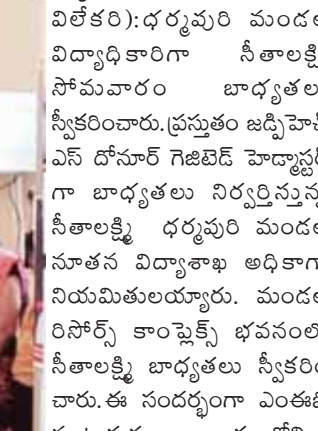 విలేకరి):ధర్మపురి మండల
విద్యాధికారిగా సీతాలక్ష్మి
సోమవారం బాధ్యతలు
స్వీకరించారు.ప్రస్తుతం జడ్పిహెచ్
ఎస్ దోనూర్ గెజిటెడ్ హెడ్మాస్టర్
గా బాధ్యతలు నిర్వర్తిన్తున్న
సీతాలక్ష్మి ధర్మవురి మండల
నూతన విద్యాశాఖ అధికాగా
నియమితులయ్యారు. మండల
రిసోర్స్ కాంప్లెక్స్ భవనంలో
సీతాలక్ష్మి బాధ్యతలు స్వీకరిం
చారు.ఈ సందర్భంగా ఎంఈఓ